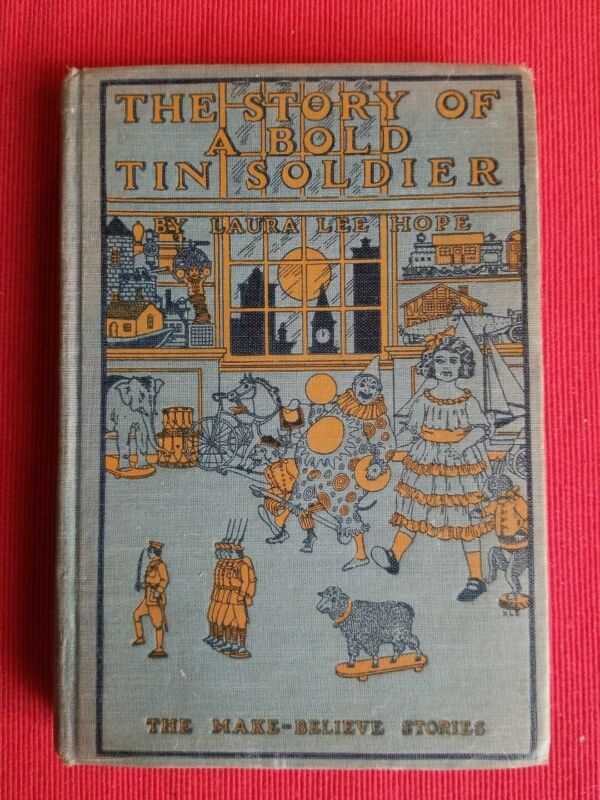 THE STORY OF
A BOLD
TIN SOLDIER
BY LAURA LEE HOPE
THE MAKE-BELIEVE STORIES